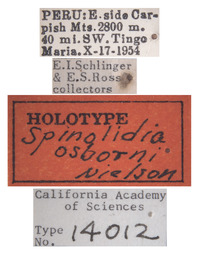 PERU: E. side Car-
pish Mts. 2800 m.
40 mi. SW. Tingo
Maria. X-17-1954
E. I. Schlinger
& E. S. Ross
collectors
HOLOTYPE
Spinolidia
osborni
Nielson
California Academy
of Sciences
Type
No. 14012